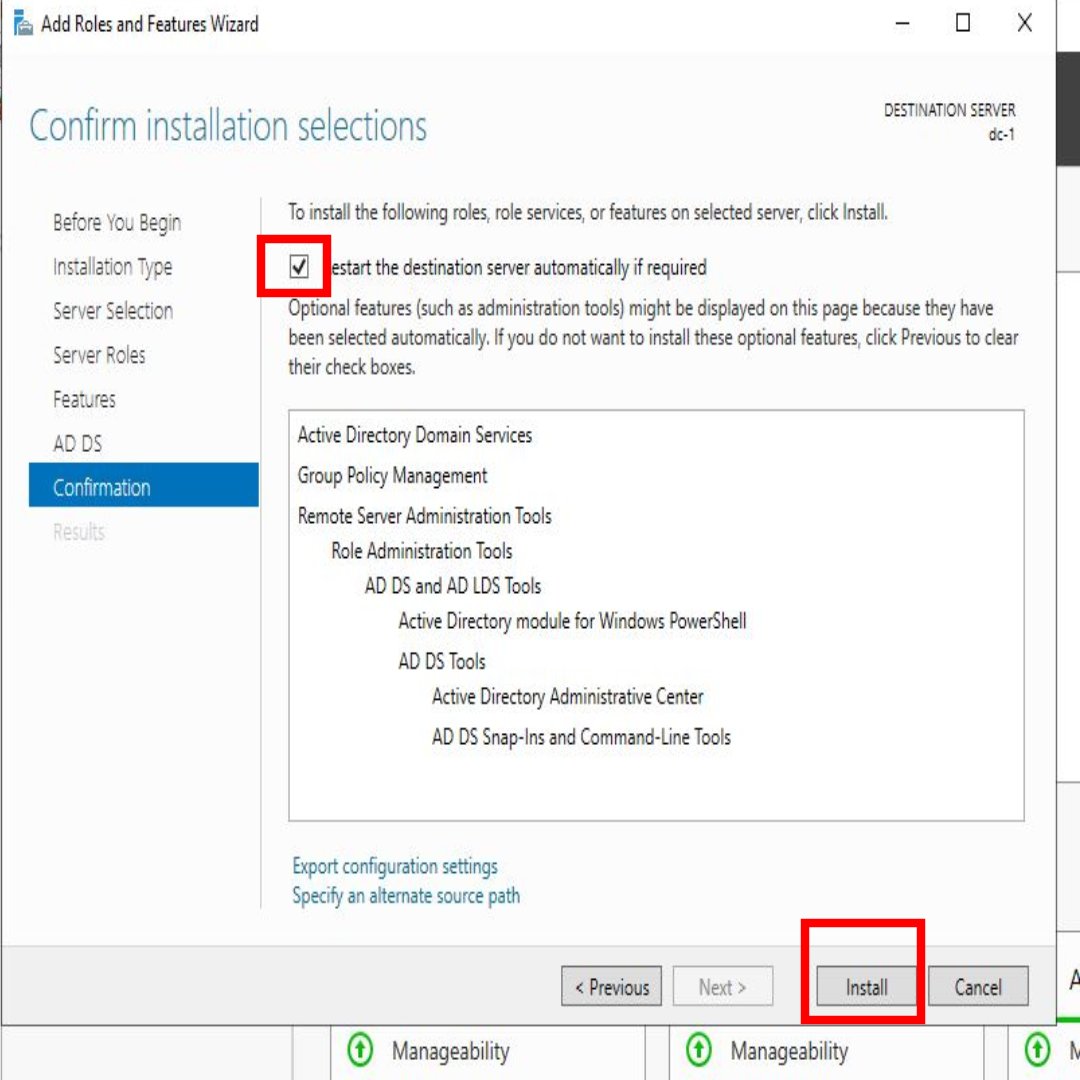 Add Roles and Features Wizard
Confirm installation selections
DESTINATION SERVER
dc-1
Before You Begin
Installation Type
Server Selection
Server Roles
Features
AD DS
Confirmation
Results
To install the following roles, role services, or features on selected server, click Install.
estart the destination server automatically if required
Optional features (such as administration tools) might be displayed on this page because they have
been selected automatically. If you do not want to install these optional features, click Previous to clear
their check boxes.
Active Directory Domain Services
Group Policy Management
Remote Server Administration Tools
Role Administration Tools
AD DS and AD LDS Tools
Active Directory module for Windows PowerShell
AD DS Tools
Active Directory Administrative Center
AD DS Snap-Ins and Command-Line Tools
Export configuration settings
Specify an alternate source path
< Previous
Next >
Install
Cancel
Manageability
Manageability